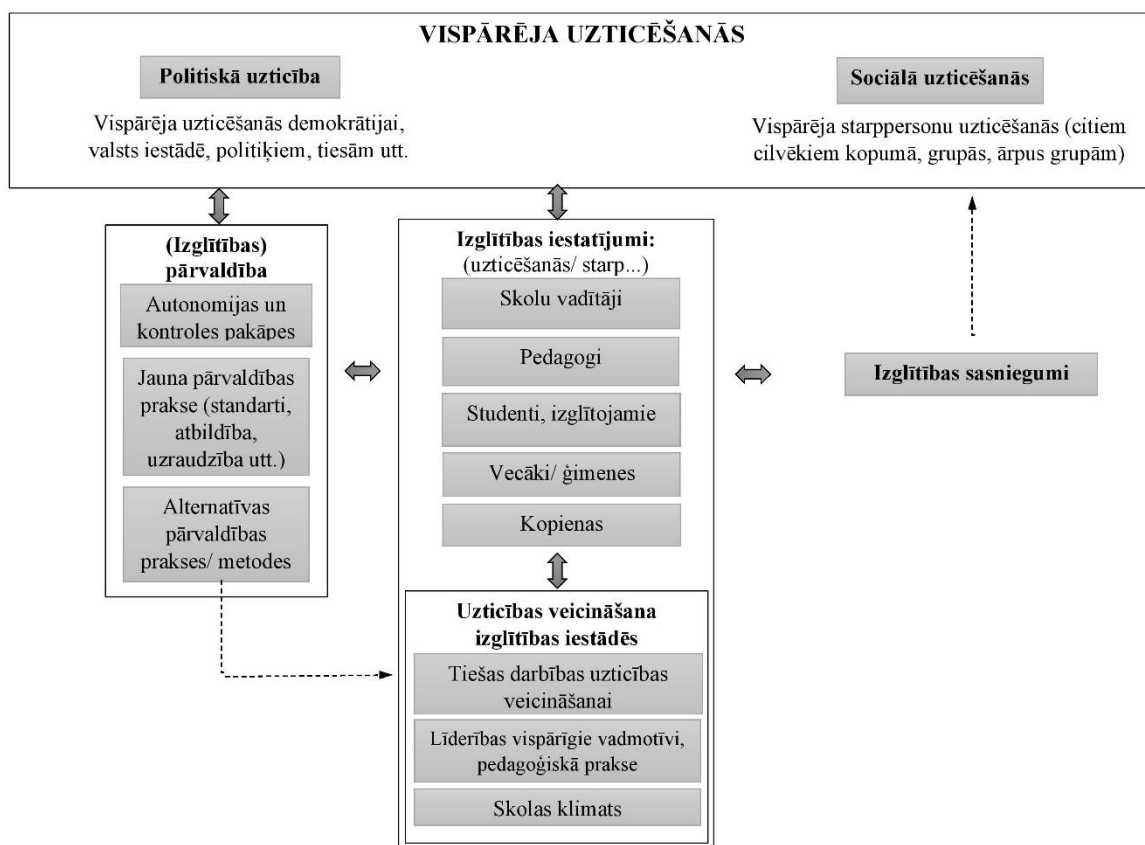 VISPĀRĒJA UZTICĒŠANĀS
Politiskā uzticība
Vispārēja uzticēšanās demokrātijai,
valsts iestādē, politiķiem, tiesām utt.
Sociālā uzticēšanās
Vispārēja starppersonu uzticēšanās (citiem
cilvēkiem kopumā, grupās, ārpus grupām)
(Izglītības)
pārvaldība
Autonomijas un
kontroles pakāpes
Jauna pārvaldības
prakse (standarti,
atbildība,
uzraudzība utt.)
Alternatīvas
pārvaldības
prakses/ metodes
Izglītības iestatījumi:
(uzticēšanās/ starp...)
Skolu vadītāji
Pedagogi
Studenti, izglītojamie
Vecāki/ ģimenes
Kopienas
Uzticības veicināšana
izglītības iestādēs
Tiešas darbības uzticības
veicināšanai
Līderības vispārīgie vadmotīvi,
pedagoģiskā prakse
Skolas klimats
Izglītības sasniegumi